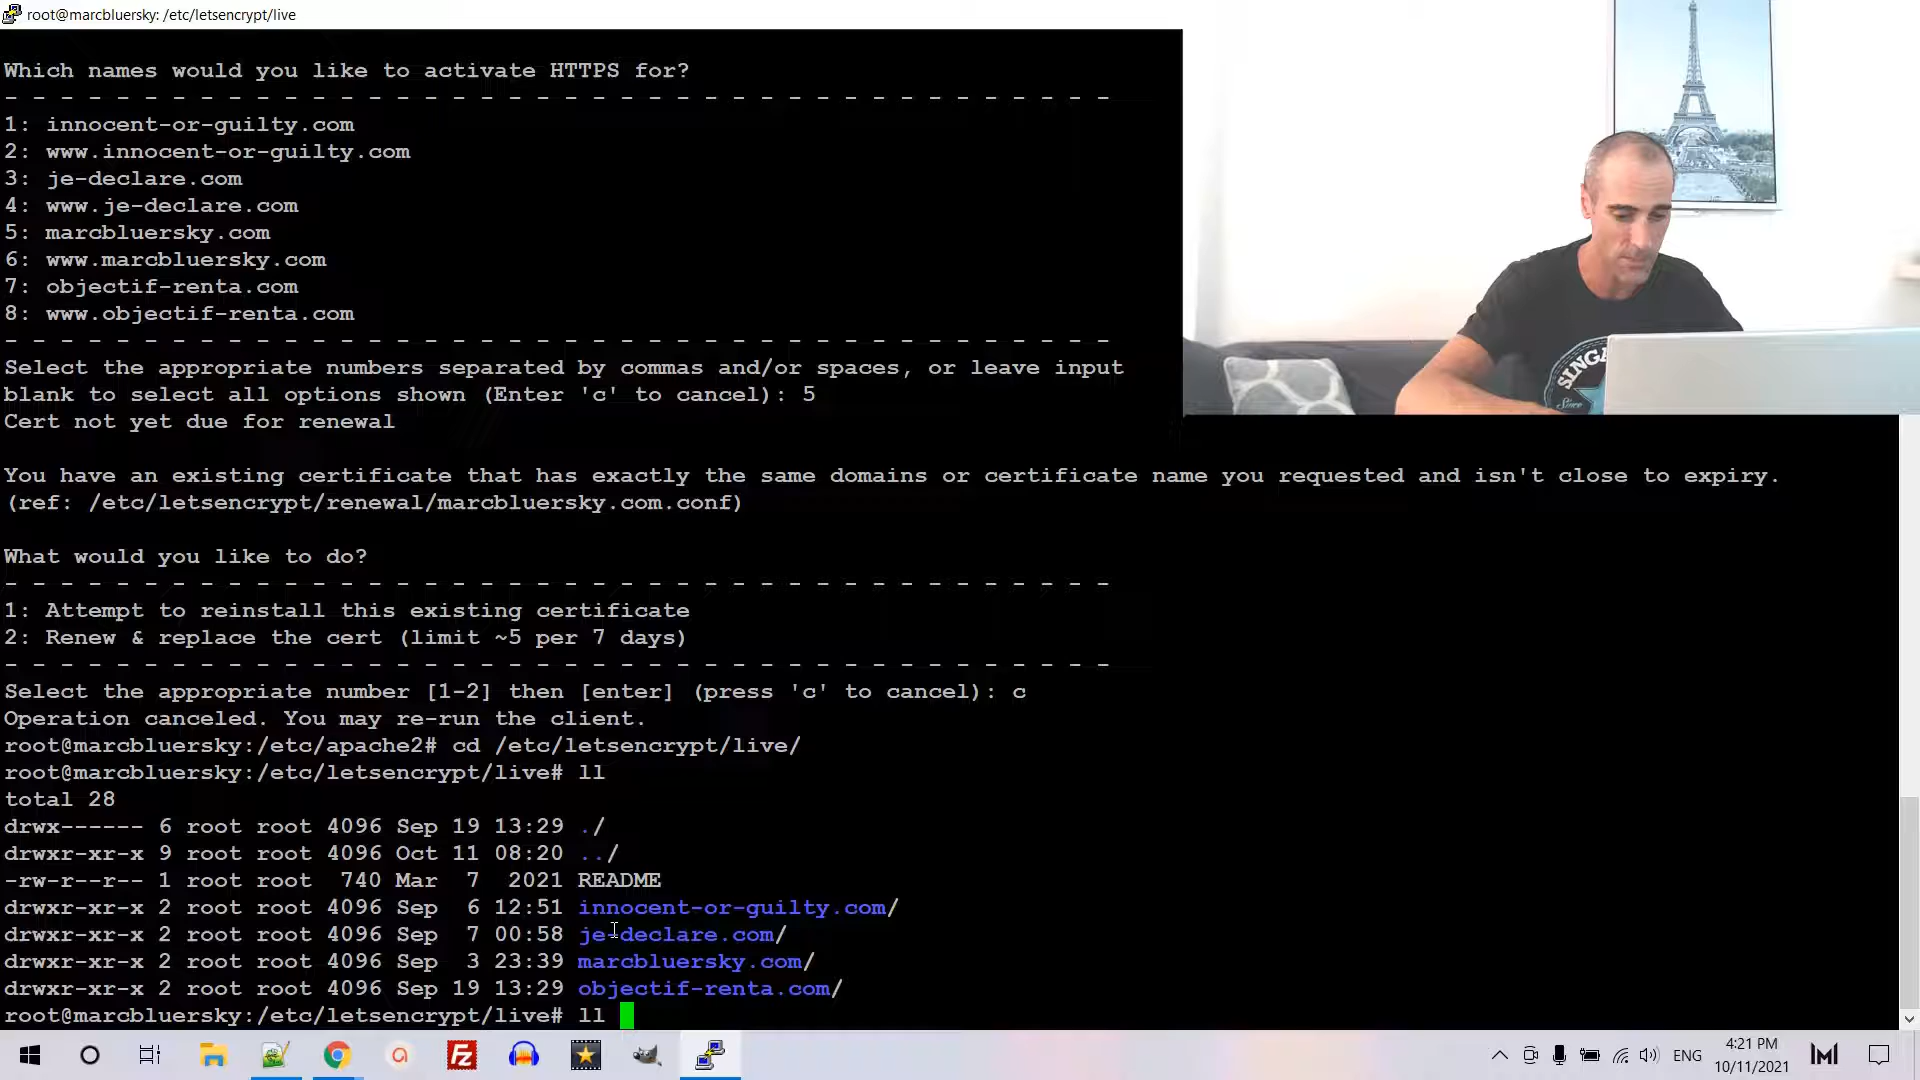 root@marcbluersky: /etc/letsencrypt/live
Which names would you like to activate HTTPS for?
- - - - - - - - - - - - - - - - - - - - - - - - - - - - - - - - - - - - - - - -
1: innocent-or-guilty.com
2: www.innocent-or-guilty.com
3: je-declare.com
4: www.je-declare.com
5: marcbluersky.com
6: www.marcbluersky.com
7: objectif-renta.com
8: www.objectif-renta.com
- - - - - - - - - - - - - - - - - - - - - - - - - - - - - - - - - - - - - - - -
Select the appropriate numbers separated by commas and/or spaces, or leave input
blank to select all options shown (Enter 'c' to cancel): 5
Cert not yet due for renewal
You have an existing certificate that has exactly the same domains or certificate name you requested and isn't close to expiry.
(ref: /etc/letsencrypt/renewal/marcbluersky.com.conf)
What would you like to do?
- - - - - - - - - - - - - - - - - - - - - - - - - - - - - - - - - - - - - - - -
1: Attempt to reinstall this existing certificate
2: Renew & replace the cert (limit ~5 per 7 days)
- - - - - - - - - - - - - - - - - - - - - - - - - - - - - - - - - - - - - - - -
Select the appropriate number [1-2] then [enter] (press 'c' to cancel): c
Operation canceled. You may re-run the client.
root@marcbluersky:/etc/apache2# cd /etc/letsencrypt/live/
root@marcbluersky:/etc/letsencrypt/live# ll
total 28
drwx------ 6 root root 4096 Sep 19 13:29 ./
drwxr-xr-x 9 root root 4096 Oct 11 08:20 ../
-rw-r--r-- 1 root root  740 Mar  7  2021 README
drwxr-xr-x 2 root root 4096 Sep  6 12:51 innocent-or-guilty.com/
drwxr-xr-x 2 root root 4096 Sep  7 00:58 je-declare.com/
drwxr-xr-x 2 root root 4096 Sep  3 23:39 marcbluersky.com/
drwxr-xr-x 2 root root 4096 Sep 19 13:29 objectif-renta.com/
root@marcbluersky:/etc/letsencrypt/live# ll
Since
ENG
4:21 PM
10/11/2021